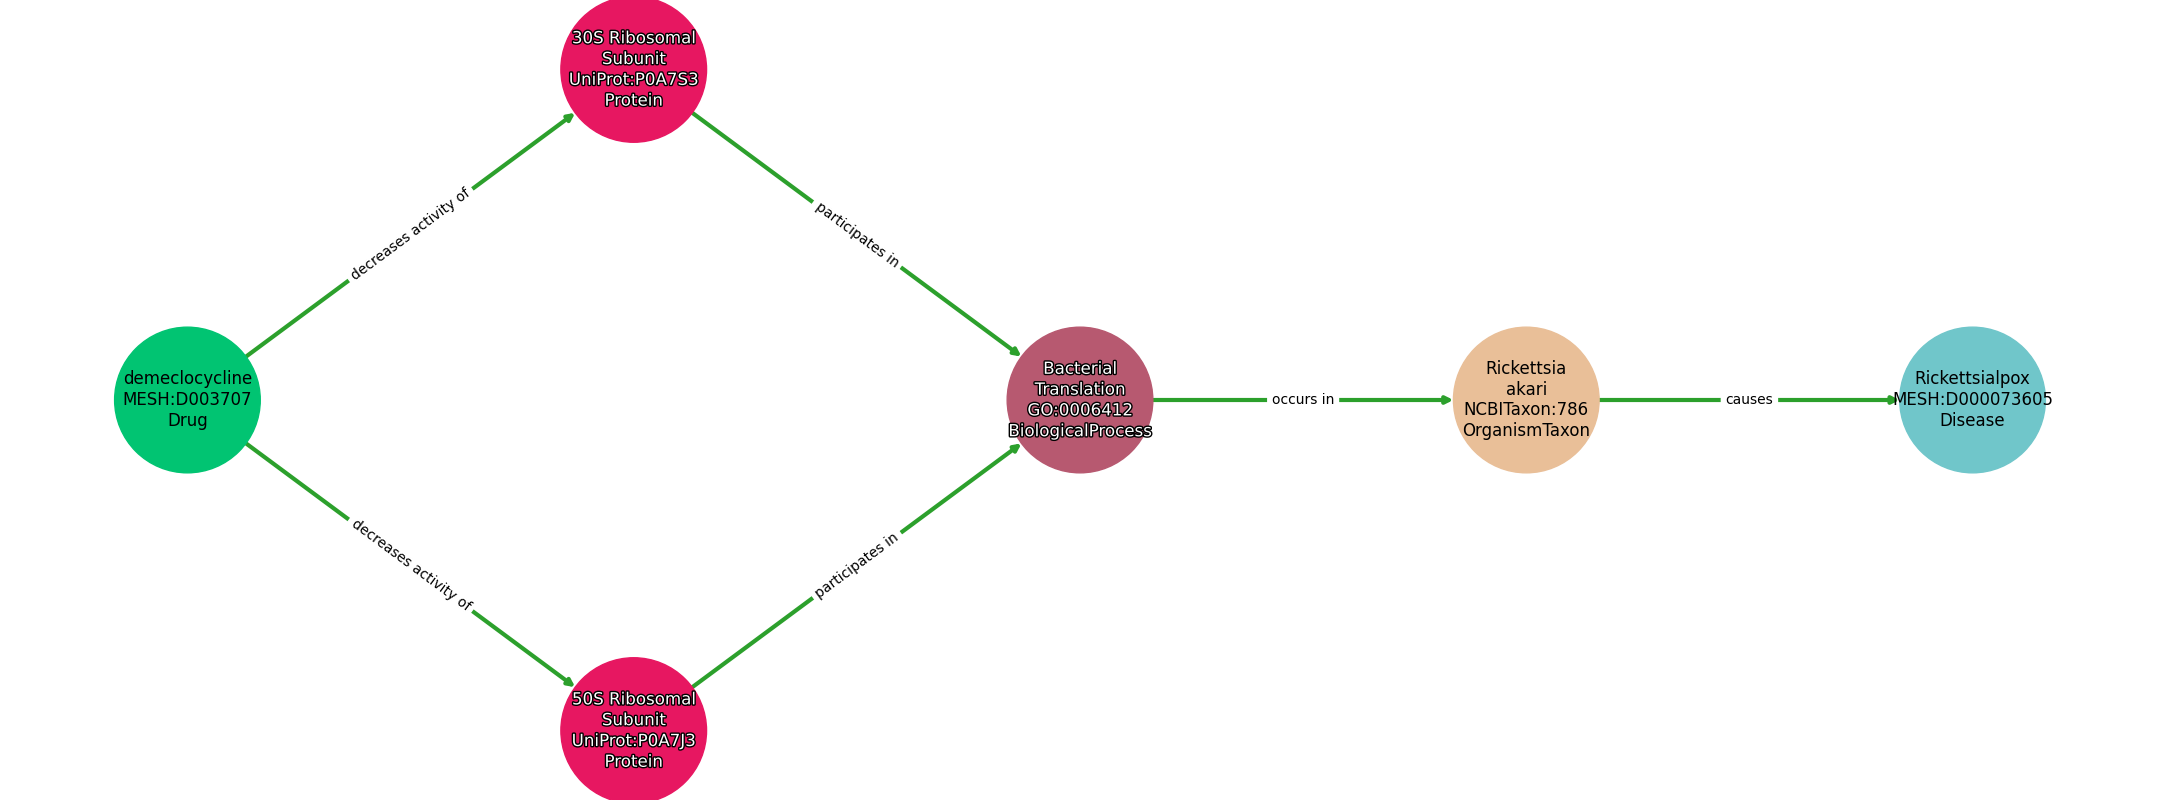 30S Ribosomal
Subunit
UniProt:P0A7S3
Protein
decreases activity of
participates in
demeclocycline
MESH:D003707
Drug
Bacterial
Translation
GO:0006412
BiologicalProcess
occurs in
Rickettsia
akari
NCBITaxon:786
OrganismTaxon
causes
Rickettsialpox
MESH:D000073605
Disease
decreases activity of
participates in
50S Ribosomal
Subunit
UniProt:P0A7J3
Protein